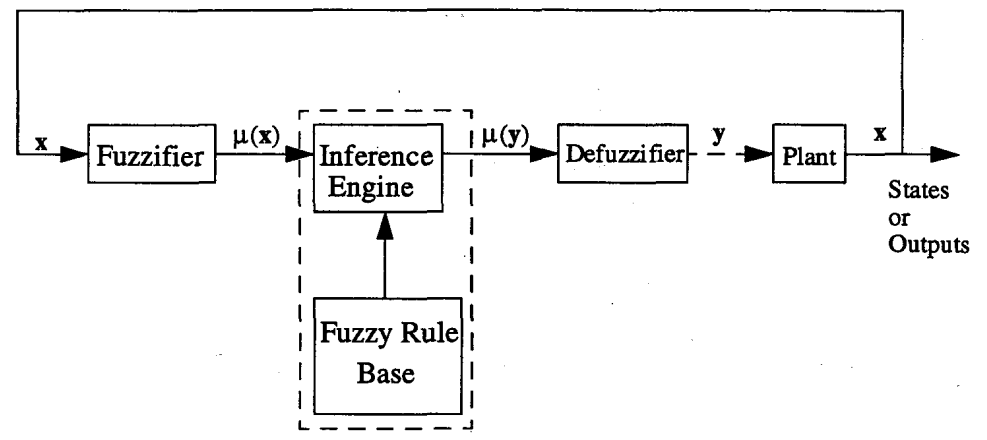 x
Fuzzifier
μ(x)
Inference
Engine
μ(y)
Defuzzifier
y
Plant
x
States
or
Outputs
Fuzzy Rule
Base